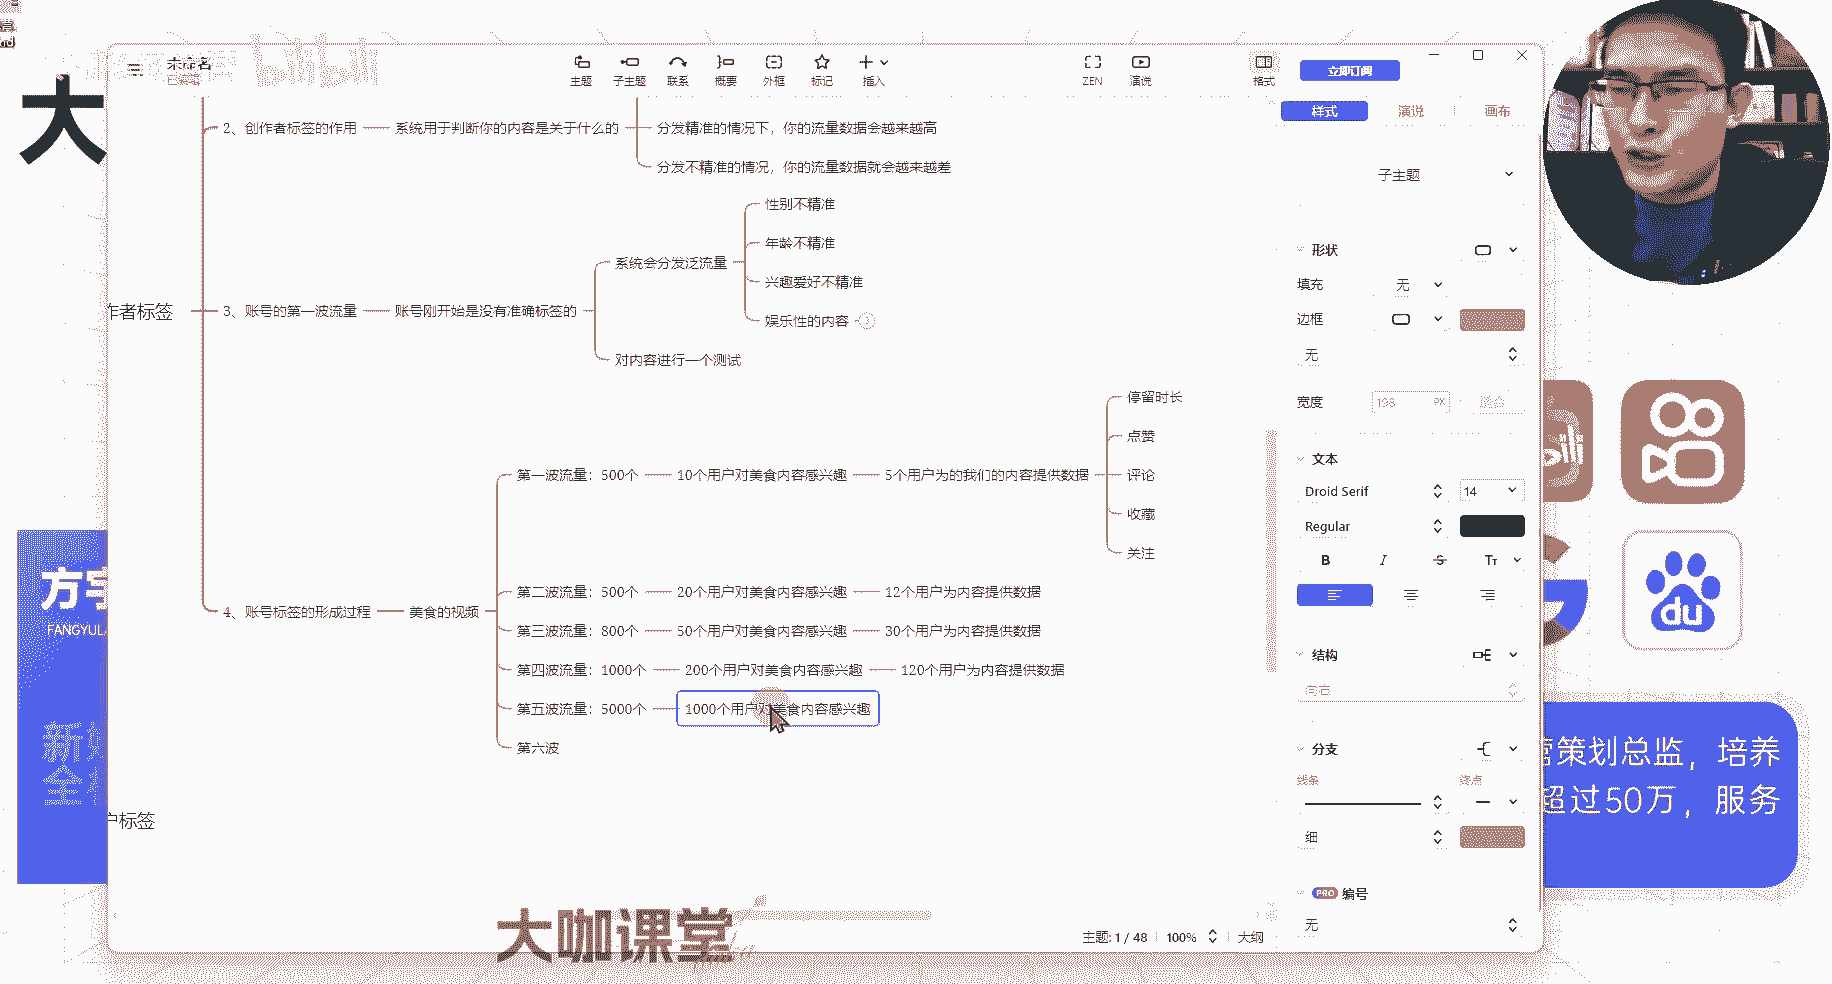 大
未命名
已编辑
bilibili
主题
子主题
联系
概要
外框
标记
插入
ZEN
演说
格式
立即订阅
样式
演说
画布
2、创作者标签的作用
系统用于判断你的内容是关于什么的
分发精准的情况下，你的流量数据会越来越高
分发不精准的情况，你的流量数据就会越来越差
作者标签
3、账号的第一波流量
账号刚开始是没有准确标签的
系统会分发泛流量
性别不精准
年龄不精准
兴趣爱好不精准
娱乐性的内容
对内容进行一个测试
4、账号标签的形成过程
美食的视频
第一波流量：500个
10个用户对美食内容感兴趣
5个用户为的我们的内容提供数据
停留时长
点赞
评论
收藏
关注
第二波流量：500个
20个用户对美食内容感兴趣
12个用户为内容提供数据
第三波流量：800个
50个用户对美食内容感兴趣
30个用户为内容提供数据
第四波流量：1000个
200个用户对美食内容感兴趣
120个用户为内容提供数据
第五波流量：5000个
1000个用户对美食内容感兴趣
第六波
户标签
子主题
形状
填充
无
边框
无
宽度
198
PX
文本
Droid Serif
14
Regular
B
I
S
Tт
结构
分支
线条
终点
细
PRO
编号
无
主题: 1 / 48
100%
大纲
大咖课堂
方宇
FANGYUL
新媒
全
bili
du
营策划总监，培养
超过50万，服务